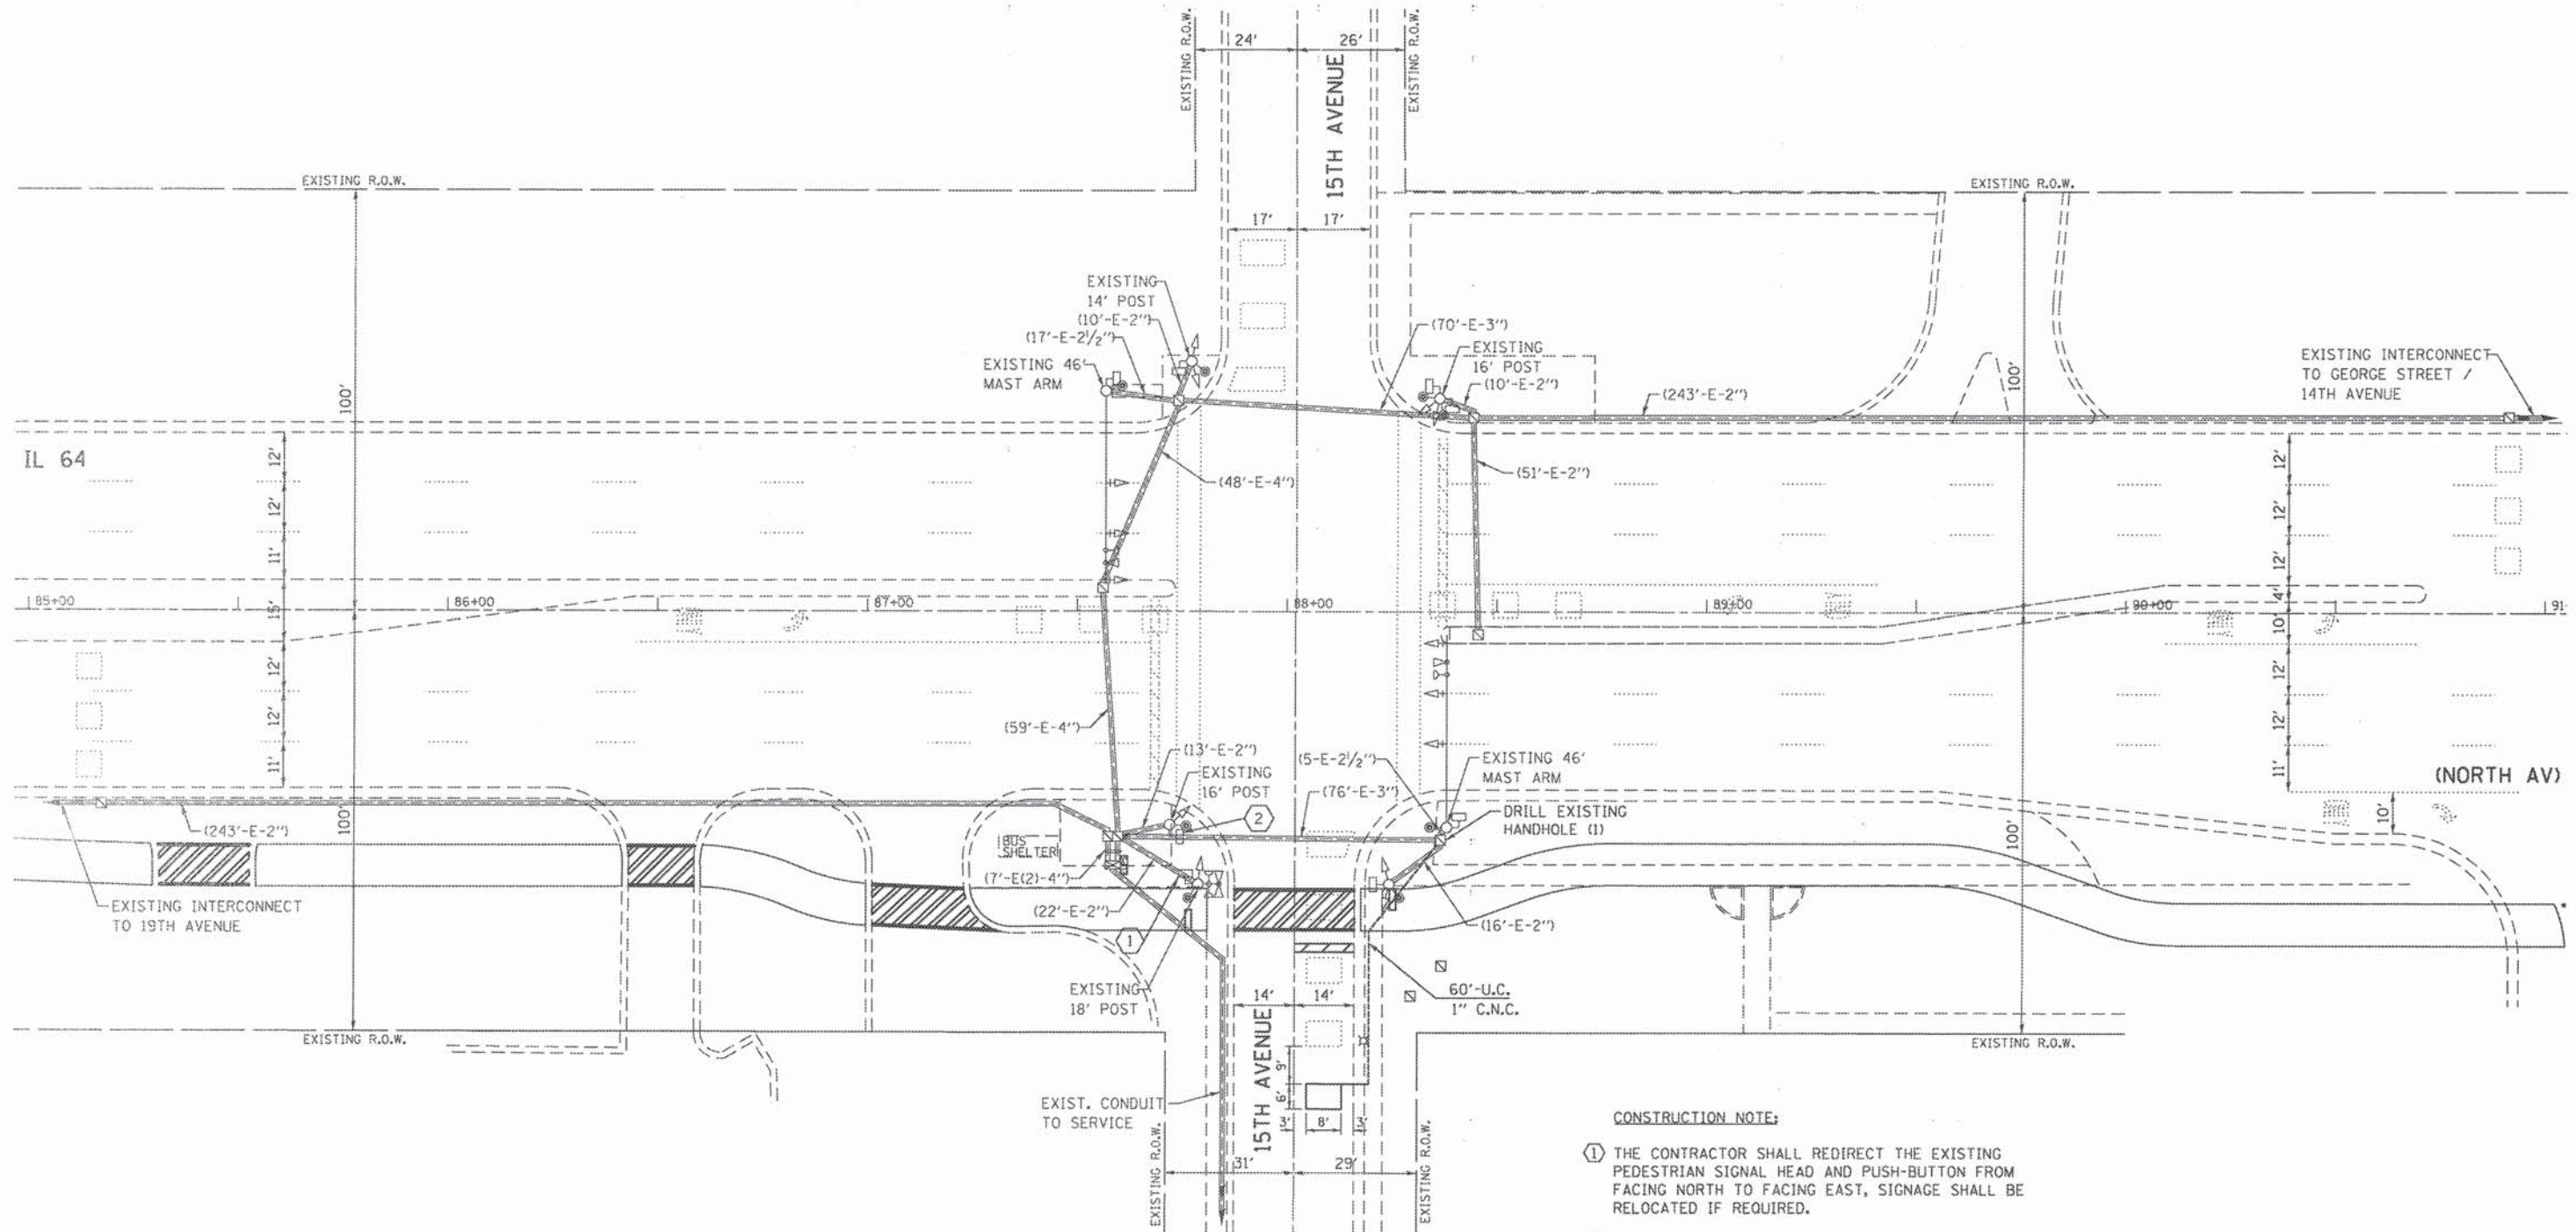 EXISTING R.O.W.
24'
26'
EXISTING R.O.W.
15TH AVENUE
EXISTING R.O.W.
EXISTING R.O.W.
17'
17'
100'
100'
EXISTING
14' POST
(10'-E-2")
(17'-E-2½")
EXISTING 46'
MAST ARM
(70'-E-3")
EXISTING
16' POST
(10'-E-2")
(243'-E-2")
EXISTING INTERCONNECT
TO GEORGE STREET /
14TH AVENUE
IL 64
12'
12'
11'
15'
12'
12'
11'
(48'-E-4")
(51'-E-2")
12'
12'
12'
4'
10'
12'
12'
11'
10'
85+00
86+00
87+00
88+00
89+00
90+00
91
(59'-E-4")
(13'-E-2")
EXISTING
16' POST
(5-E-2½")
(76'-E-3")
EXISTING 46'
MAST ARM
DRILL EXISTING
HANDHOLE (1)
(NORTH AV)
2
(243'-E-2")
100'
100'
BUS
SHELTER
(7'-E(2)-4")
(22'-E-2")
1
(16'-E-2")
EXISTING INTERCONNECT
TO 19TH AVENUE
EXISTING
18' POST
14'
14'
60'-U.C.
1" C.N.C.
EXISTING R.O.W.
EXISTING R.O.W.
15TH AVENUE
9'
6'
3'
8'
3'
EXIST. CONDUIT
TO SERVICE
EXISTING R.O.W.
31'
29'
EXISTING R.O.W.
CONSTRUCTION NOTE:
1 THE CONTRACTOR SHALL REDIRECT THE EXISTING
PEDESTRIAN SIGNAL HEAD AND PUSH-BUTTON FROM
FACING NORTH TO FACING EAST, SIGNAGE SHALL BE
RELOCATED IF REQUIRED.